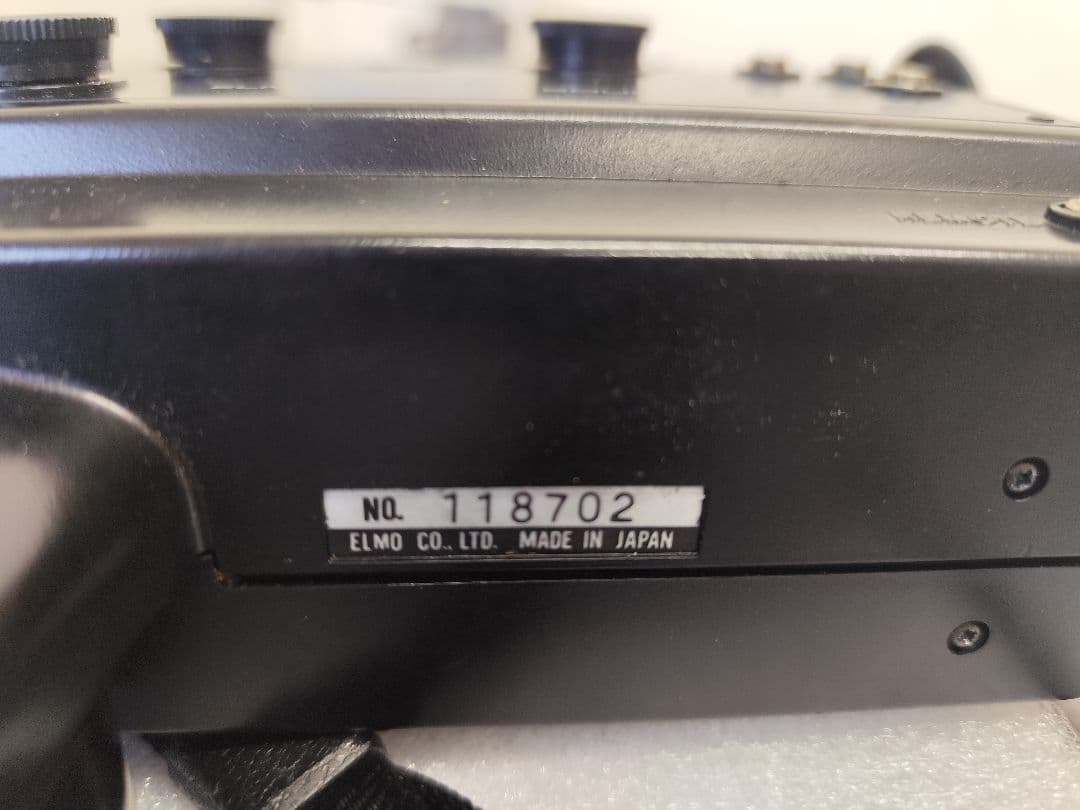 NO. 118702
ELMO CO., LTD. MADE IN JAPAN